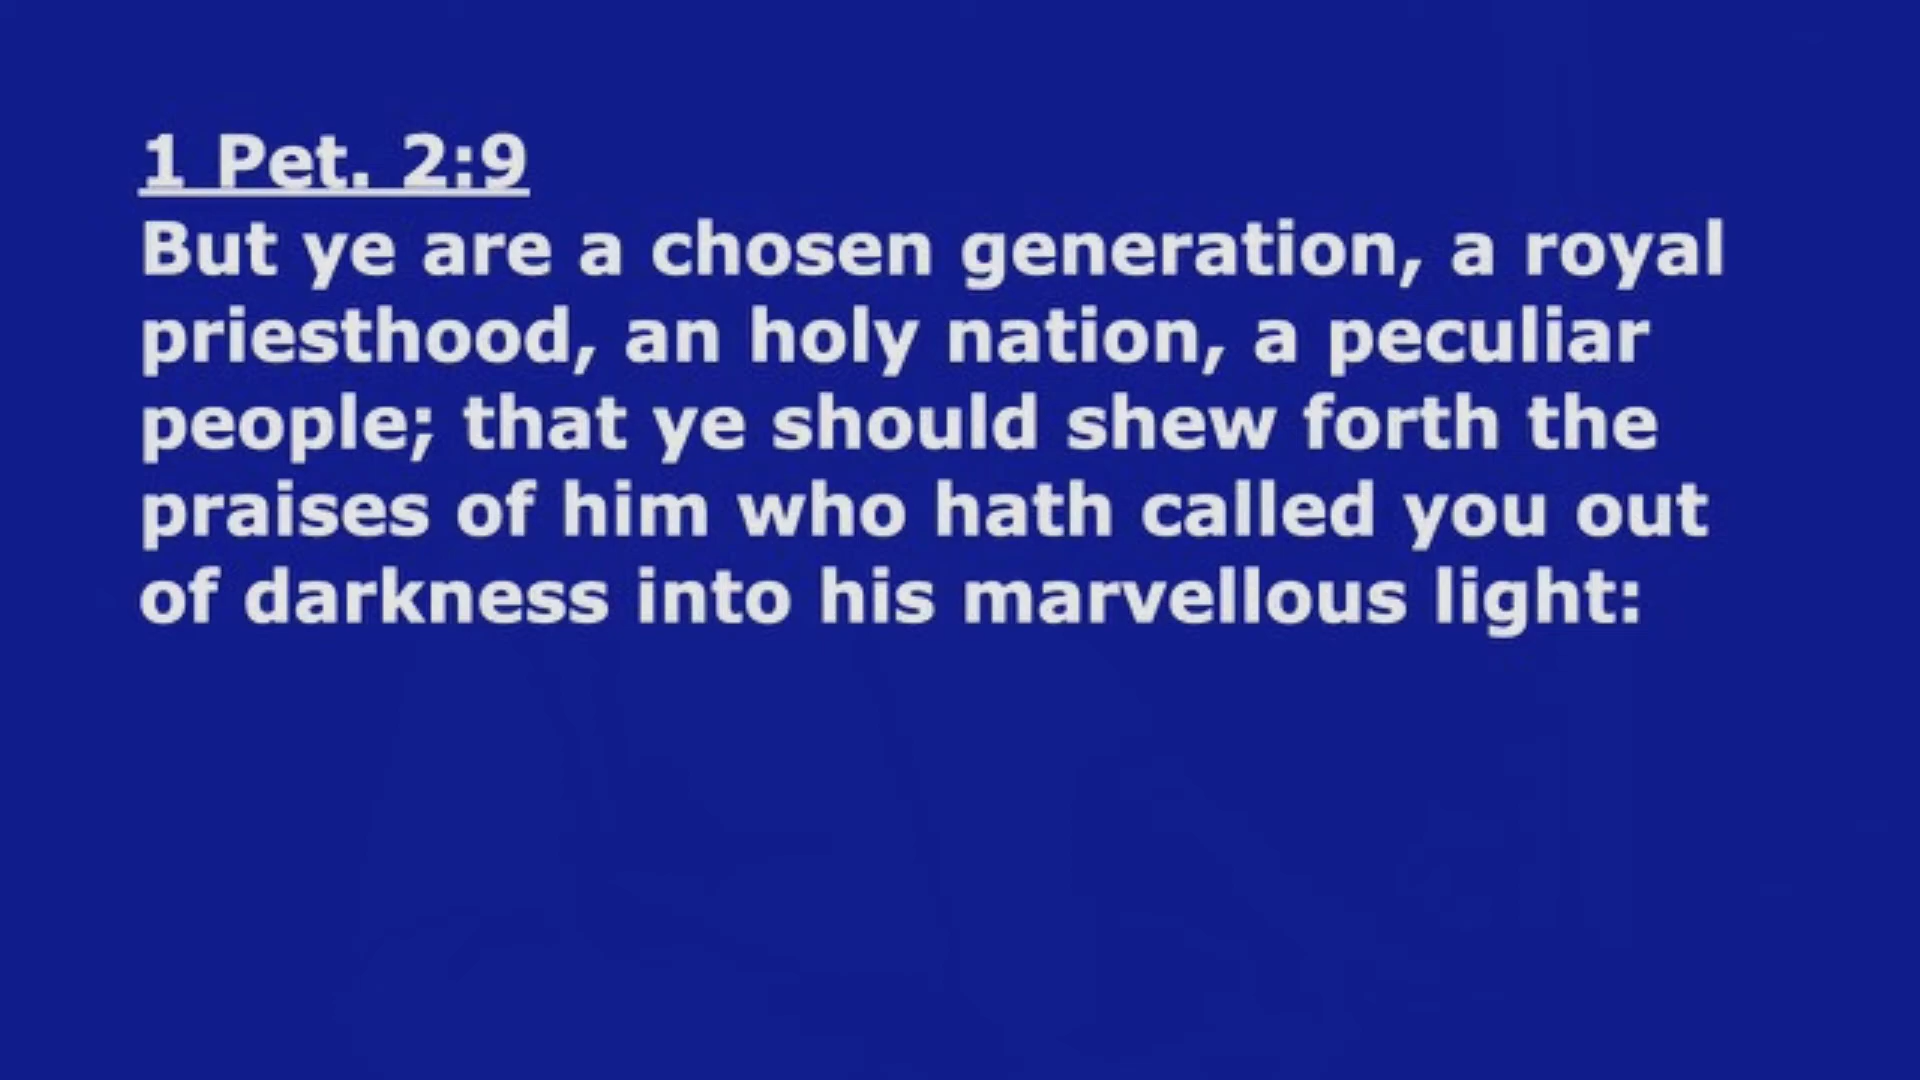 1 Pet. 2:9
But ye are a chosen generation, a royal
priesthood, an holy nation, a peculiar
people; that ye should shew forth the
praises of him who hath called you out
of darkness into his marvellous light: